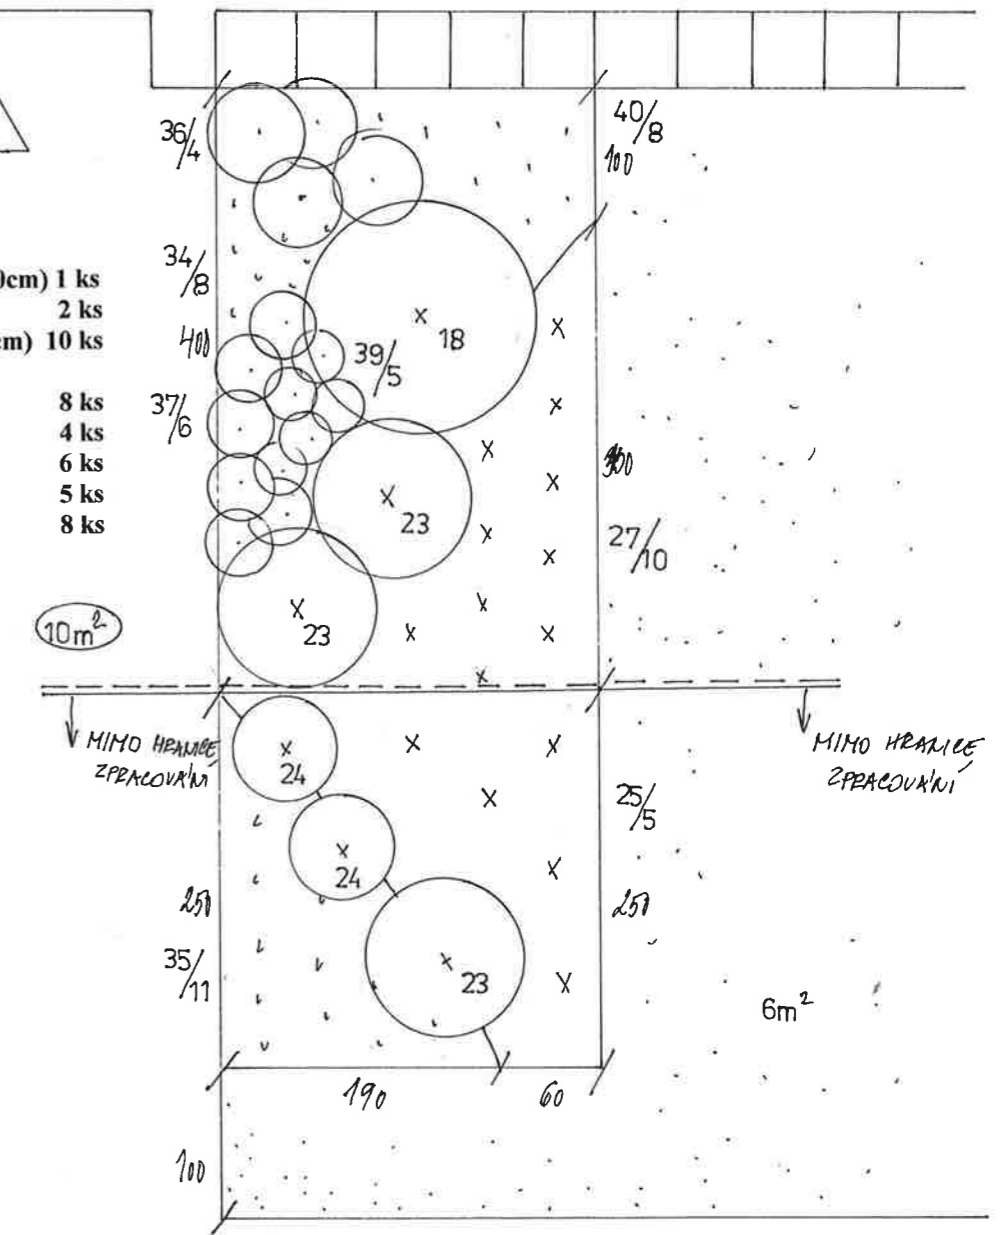 36/4
40/8
100
34/8
0cm) 1 ks
2 ks
cm) 10 ks
400
18
39/5
8 ks
37/6
4 ks
6 ks
5 ks
23
8 ks
27/10
10m²
23
MIMO HRANICE
ZPRACOVÁNÍ
MIMO HRANICE
ZPRACOVÁNÍ
24
25/5
24
250
250
35/11
23
6m²
190
60
100